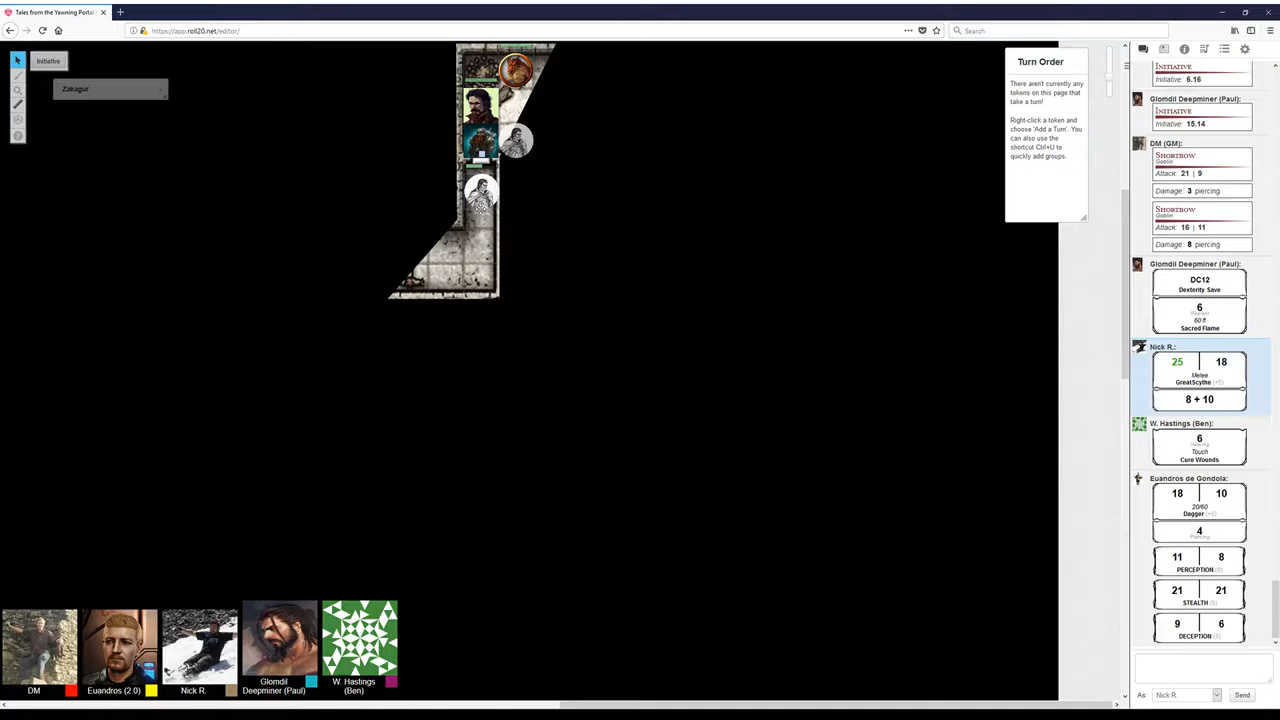 Tales from the Yawning Portal
https://app.roll20.net/editor/
Search
Initiative
Zakagur
Turn Order
There aren't currently any
tokens on this page that
take a turn!
Right-click a token and
choose 'Add a Turn'. You
can also use the
shortcut Ctrl+U to
quickly add groups.
INITIATIVE
Initiative: 6.16
Glomdil Deepminer (Paul):
INITIATIVE
Initiative: 15.14
DM (GM):
SHORTBOW
Goblin
Attack: 21 | 9
Damage: 3 piercing
SHORTBOW
Goblin
Attack: 16 | 11
Damage: 8 piercing
Glomdil Deepminer (Paul):
DC12
Dexterity Save
6
Radiant
60 ft
Sacred Flame
Nick R.:
25 18
Melee
GreatScythe (+5)
8 + 10
W. Hastings (Ben):
6
Healing
Touch
Cure Wounds
Euandros de Gondola:
18 10
20/60
Dagger (+5)
4
Piercing
11 8
PERCEPTION (0)
21 21
STEALTH (5)
9 6
DECEPTION (3)
DM
Euandros (2.0)
Nick R.
Glomdil
Deepminer (Paul)
W. Hastings
(Ben)
As: Nick R. Send